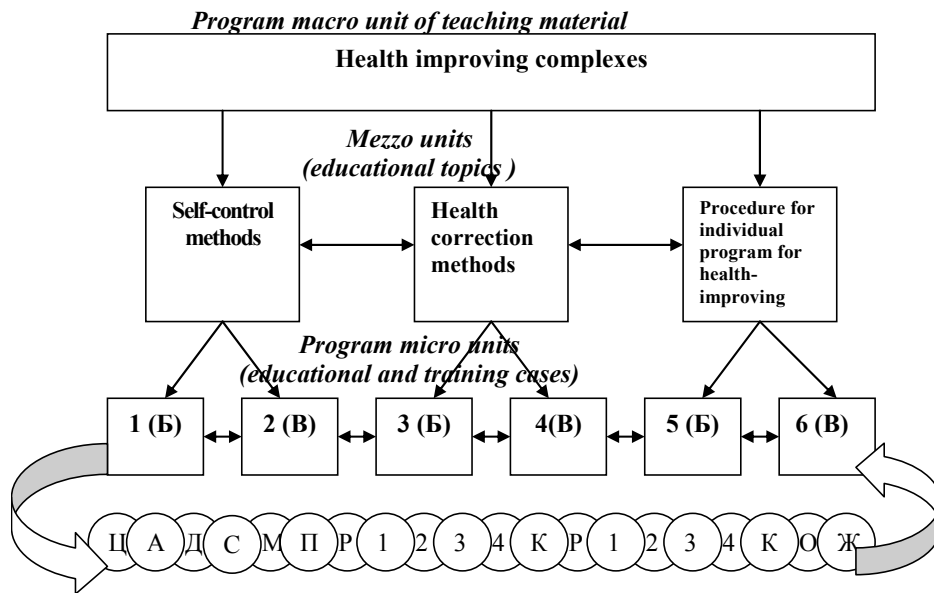 Program macro unit of teaching material
Health improving complexes
Mezzo units
(educational topics )
Self-control
methods
Health
correction
methods
Procedure for
individual
program for
health-
improving
Program micro units
(educational and training cases)
1 (Б)
2 (В)
3 (Б)
4(В)
5 (Б)
6 (В)
Ц А Д С М П Р 1 2 3 4 К Р 1 2 3 4 К О Ж